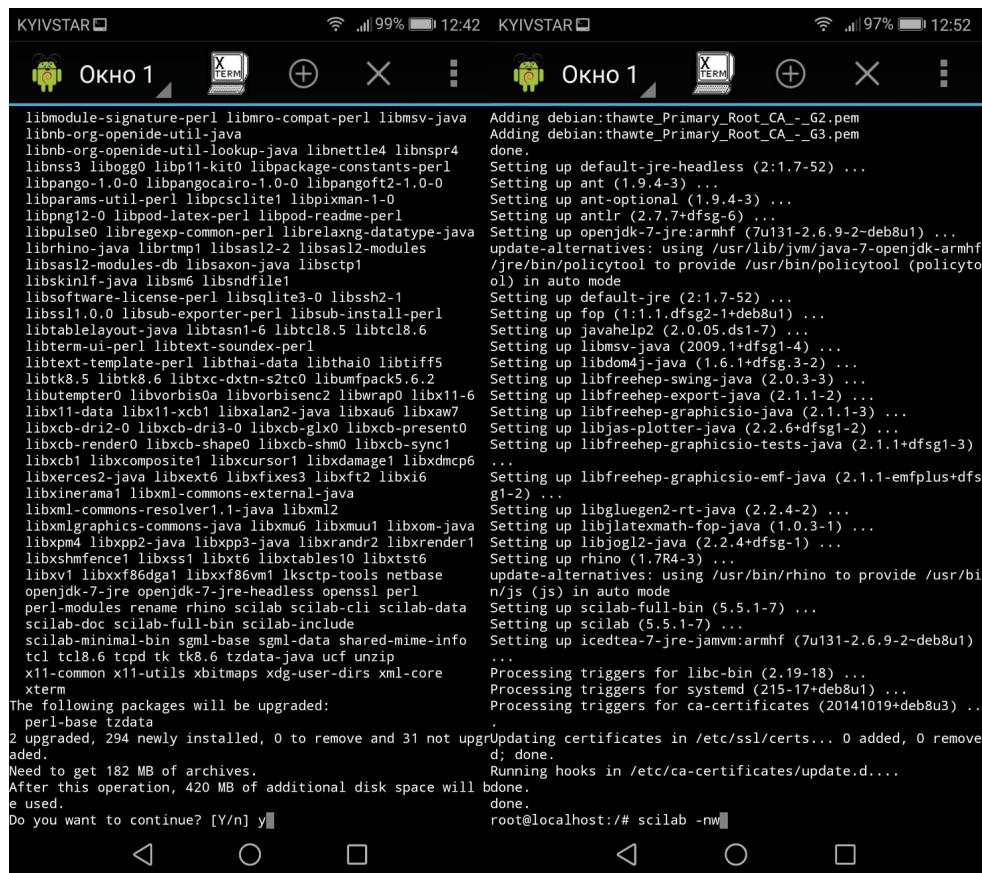 KYIVSTAR
99%
12:42
Окно 1
X TERM
libmodule-signature-perl libmro-compat-perl libmsv-java
libnb-org-openide-util-java
libnb-org-openide-util-lookup-java libnettle4 libnspr4
libnss3 libogg0 libp11-kit0 libpackage-constants-perl
libpango-1.0-0 libpangocairo-1.0-0 libpangoft2-1.0-0
libparams-util-perl libpcsclite1 libpixman-1-0
libpng12-0 libpod-latex-perl libpod-readme-perl
libpulse0 libregexp-common-perl librelaxng-datatype-java
librhino-java librtmp1 libsasl2-2 libsasl2-modules
libsasl2-modules-db libsaxon-java libsctp1
libskinlf-java libsm6 libsndfile1
libsoftware-license-perl libsqlite3-0 libssh2-1
libssl1.0.0 libsub-exporter-perl libsub-install-perl
libtablelayout-java libtasn1-6 libtcl8.5 libtcl8.6
libterm-ui-perl libtext-soundex-perl
libtext-template-perl libthai-data libthai0 libtiff5
libtk8.5 libtk8.6 libtxc-dxtn-s2tc0 libumfpack5.6.2
libutempter0 libvorbis0a libvorbisenc2 libwrap0 libx11-6
libx11-data libx11-xcb1 libxalan2-java libxau6 libxaw7
libxcb-dri2-0 libxcb-dri3-0 libxcb-glx0 libxcb-present0
libxcb-render0 libxcb-shape0 libxcb-shm0 libxcb-sync1
libxcb1 libxcomposite1 libxcursor1 libxdamage1 libxdmcp6
libxerces2-java libxext6 libxfixes3 libxft2 libxi6
libxinerama1 libxml-commons-external-java
libxml-commons-resolver1.1-java libxml2
libxmlgraphics-commons-java libxmu6 libxmuu1 libxom-java
libxpm4 libxpp2-java libxpp3-java libxrandr2 libxrender1
libxshmfence1 libxss1 libxt6 libxtables10 libxtst6
libxv1 libxxf86dga1 libxxf86vm1 lksctp-tools netbase
openjdk-7-jre openjdk-7-jre-headless openssl perl
perl-modules rename rhino scilab scilab-cli scilab-data
scilab-doc scilab-full-bin scilab-include
scilab-minimal-bin sgml-base sgml-data shared-mime-info
tcl tcl8.6 tcpd tk tk8.6 tzdata-java ucf unzip
x11-common x11-utils xbitmaps xdg-user-dirs xml-core
xterm
The following packages will be upgraded:
perl-base tzdata
2 upgraded, 294 newly installed, 0 to remove and 31 not upgr
aded.
Need to get 182 MB of archives.
After this operation, 420 MB of additional disk space will b
e used.
Do you want to continue? [Y/n] y
KYIVSTAR
97%
12:52
Окно 1
X TERM
Adding debian:thawte_Primary_Root_CA_-_G2.pem
Adding debian:thawte_Primary_Root_CA_-_G3.pem
done.
Setting up default-jre-headless (2:1.7-52) ...
Setting up ant (1.9.4-3) ...
Setting up ant-optional (1.9.4-3) ...
Setting up antlr (2.7.7+dfsg-6) ...
Setting up openjdk-7-jre:armhf (7u131-2.6.9-2~deb8u1) ...
update-alternatives: using /usr/lib/jvm/java-7-openjdk-armhf
/jre/bin/policytool to provide /usr/bin/policytool (policyto
ol) in auto mode
Setting up default-jre (2:1.7-52) ...
Setting up fop (1:1.1.dfsg2-1+deb8u1) ...
Setting up javahelp2 (2.0.05.ds1-7) ...
Setting up libmsv-java (2009.1+dfsg1-4) ...
Setting up libdom4j-java (1.6.1+dfsg.3-2) ...
Setting up libfreehep-swing-java (2.0.3-3) ...
Setting up libfreehep-export-java (2.1.1-2) ...
Setting up libfreehep-graphicsio-java (2.1.1-3) ...
Setting up libjas-plotter-java (2.2.6+dfsg1-2) ...
Setting up libfreehep-graphicsio-tests-java (2.1.1+dfsg1-3)
...
Setting up libfreehep-graphicsio-emf-java (2.1.1-emfplus+dfs
g1-2) ...
Setting up libgluegen2-rt-java (2.2.4-2) ...
Setting up libjlatexmath-fop-java (1.0.3-1) ...
Setting up libjogl2-java (2.2.4+dfsg-1) ...
Setting up rhino (1.7R4-3) ...
update-alternatives: using /usr/bin/rhino to provide /usr/bi
n/js (js) in auto mode
Setting up scilab-full-bin (5.5.1-7) ...
Setting up scilab (5.5.1-7) ...
Setting up icedtea-7-jre-jamvm:armhf (7u131-2.6.9-2~deb8u1)
...
Processing triggers for libc-bin (2.19-18) ...
Processing triggers for systemd (215-17+deb8u1) ...
Processing triggers for ca-certificates (20141019+deb8u3) ..
.
Updating certificates in /etc/ssl/certs... 0 added, 0 remove
d; done.
Running hooks in /etc/ca-certificates/update.d....
done.
done.
root@localhost:/# scilab -nw